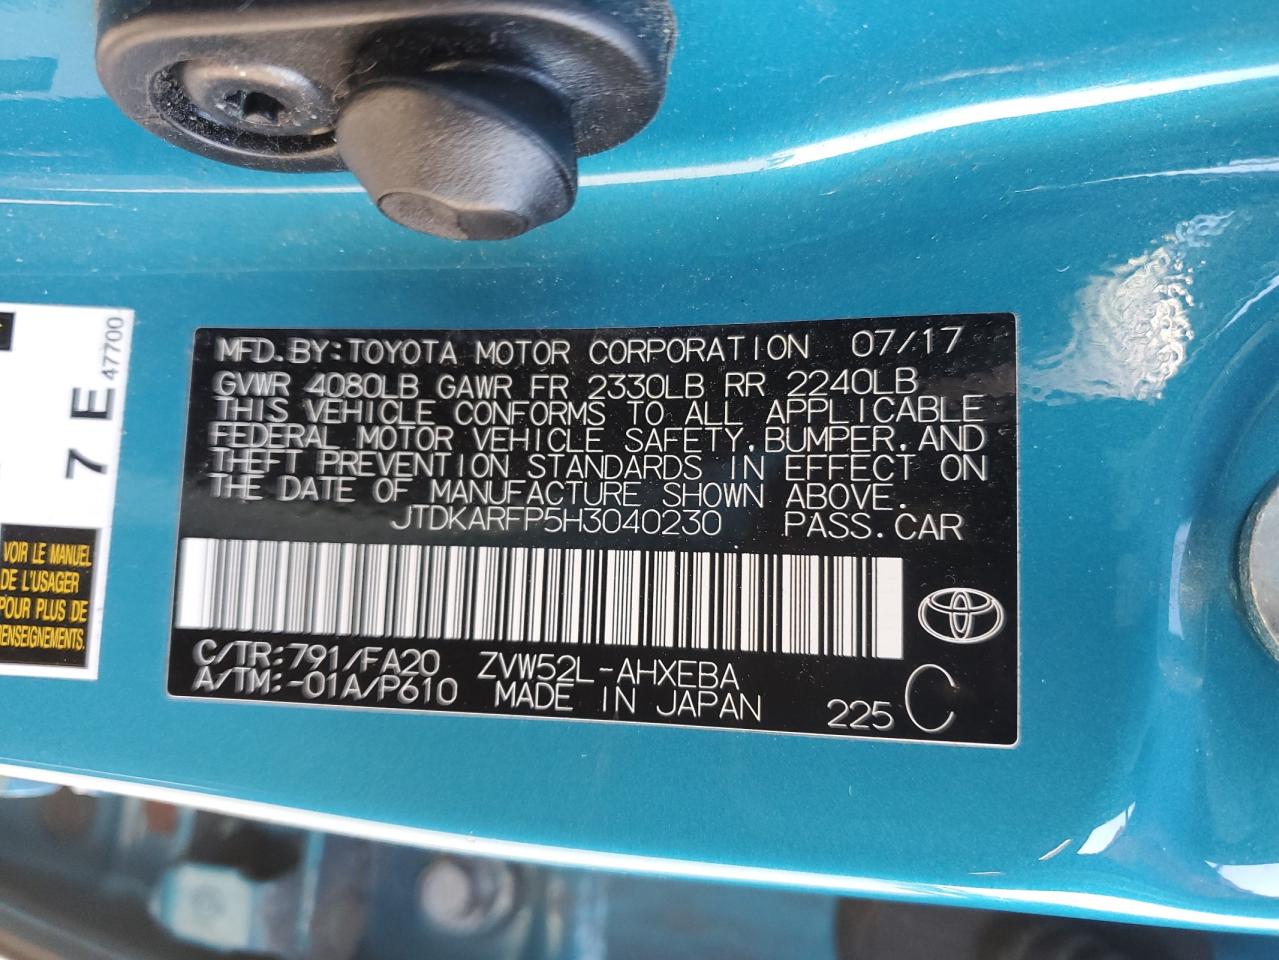 MFD.BY:TOYOTA MOTOR CORPORATION 07/17
GVWR 4080LB GAWR FR 2330LB RR 2240LB
THIS VEHICLE CONFORMS TO ALL APPLICABLE
FEDERAL MOTOR VEHICLE SAFETY,BUMPER,AND
THEFT PREVENTION STANDARDS IN EFFECT ON
THE DATE OF MANUFACTURE SHOWN ABOVE.
JTDKARFP5H3040230 PASS.CAR
C/TR:791/FA20 ZVW52L-AHXEBA
A/TM:-01A/P610 MADE IN JAPAN 225 C
7 E
47700
VOIR LE MANUEL
DE L'USAGER
POUR PLUS DE
RENSEIGNEMENTS.